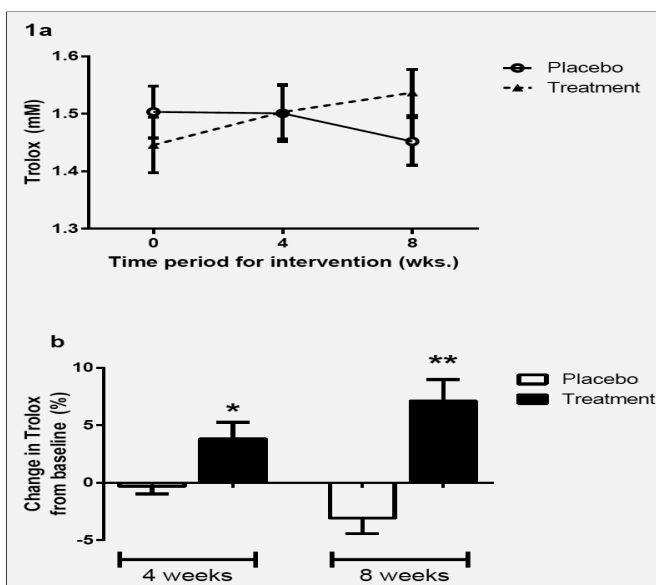 1a
1.6
1.5
1.4
1.3
Trolox (mM)
0 4 8
Time period for intervention (wks.)
Placebo
Treatment
b
10
5
0
-5
Change in Trolox
from baseline (%)
*
**
4 weeks 8 weeks
Placebo
Treatment